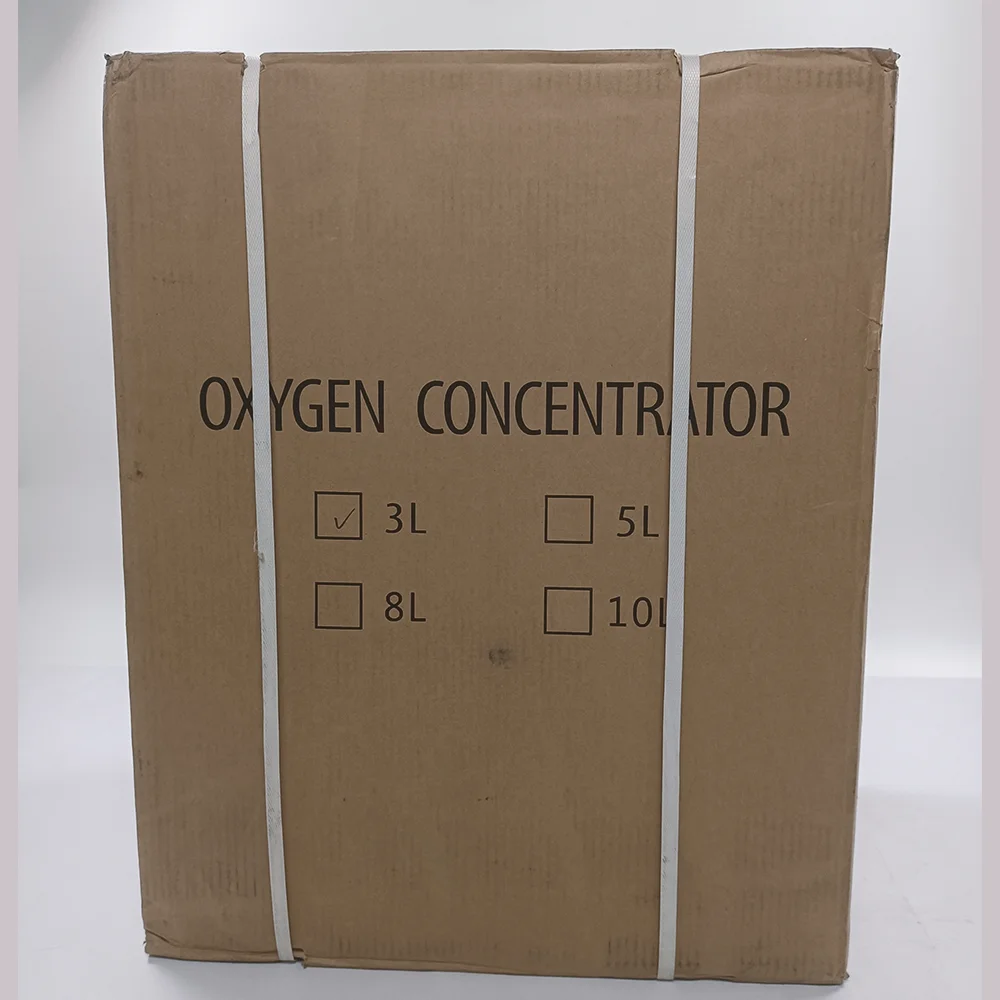 OXYGEN CONCENTRATOR
3L 5L
8L 10L